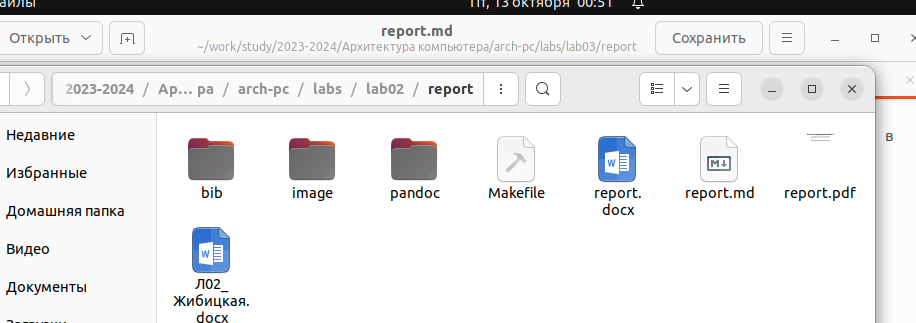 айлы
Пт, 13 октября 00:51
Открыть
report.md
~/work/study/2023-2024/Архитектура компьютера/arch-pc/labs/lab03/report
Сохранить
2023-2024 / Ар… ра / arch-pc / labs / lab02 / report
Недавние
Избранные
Домашняя папка
Видео
Документы
bib
image
pandoc
Makefile
report.
docx
report.md
report.pdf
Л02_
Жибицкая.
docx
в